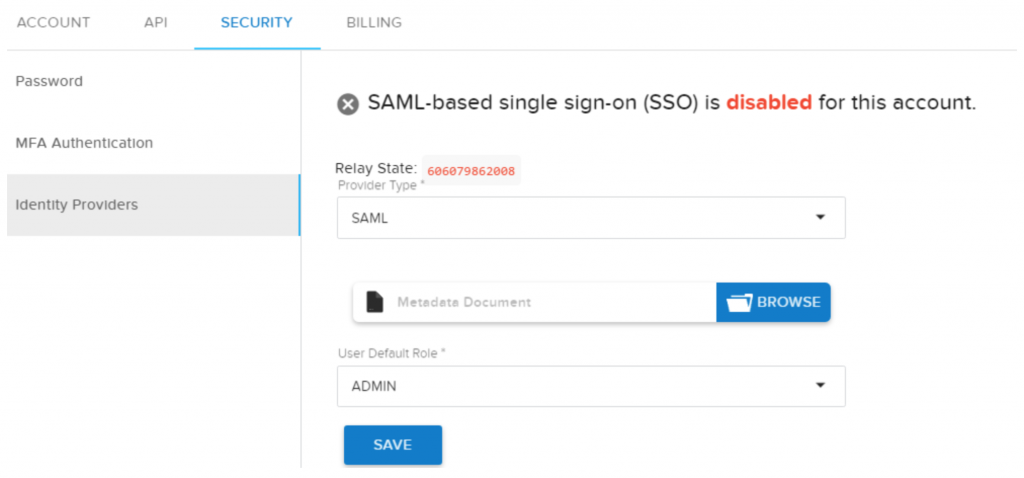 ACCOUNT API SECURITY BILLING
Password
MFA Authentication
Identity Providers
SAML-based single sign-on (SSO) is disabled for this account.
Relay State: 606079862008
Provider Type *
SAML
Metadata Document BROWSE
User Default Role *
ADMIN
SAVE